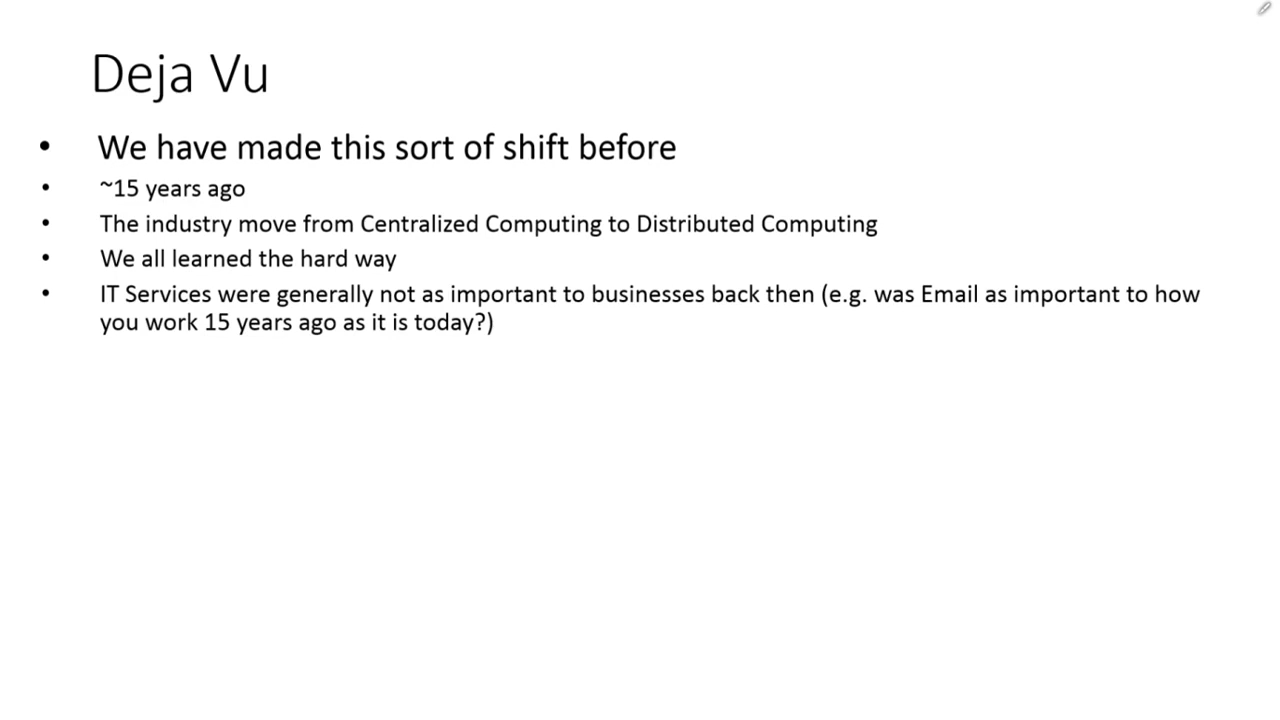 Deja Vu
• We have made this sort of shift before
• ~15 years ago
• The industry move from Centralized Computing to Distributed Computing
• We all learned the hard way
• IT Services were generally not as important to businesses back then (e.g. was Email as important to how
you work 15 years ago as it is today?)